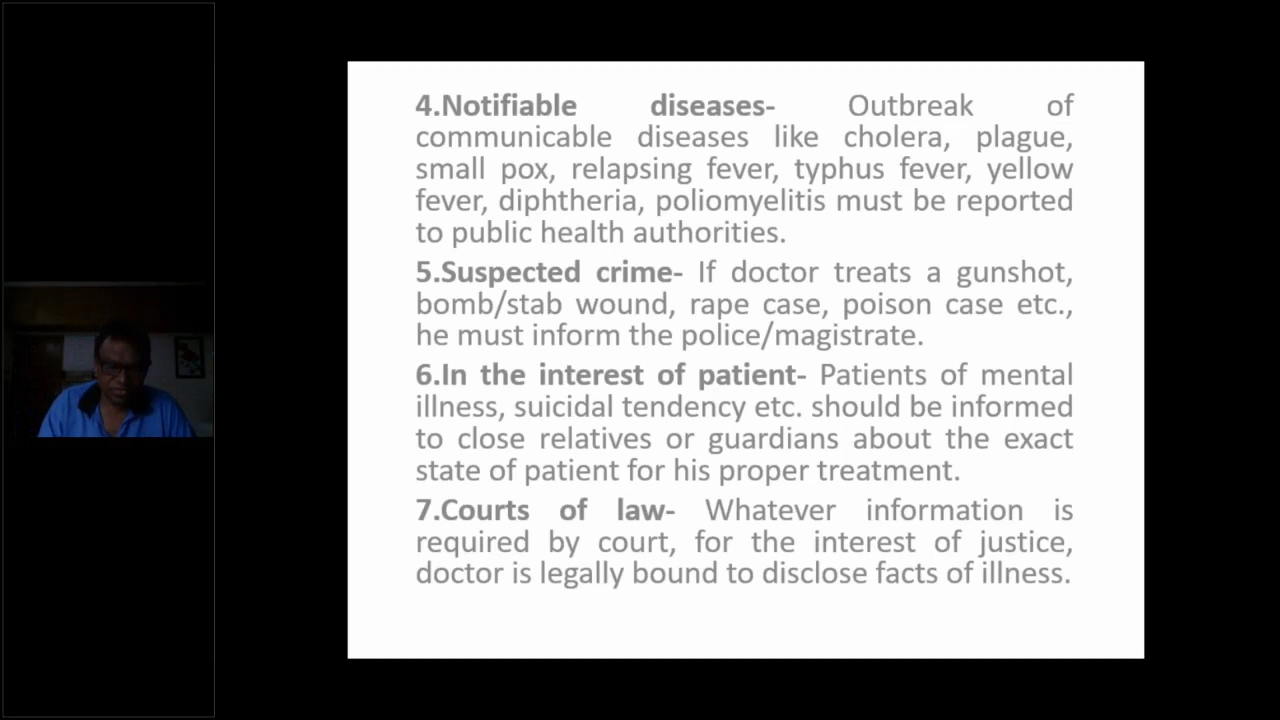 4.Notifiable diseases- Outbreak of
communicable diseases like cholera, plague,
small pox, relapsing fever, typhus fever, yellow
fever, diphtheria, poliomyelitis must be reported
to public health authorities.
5.Suspected crime- If doctor treats a gunshot,
bomb/stab wound, rape case, poison case etc.,
he must inform the police/magistrate.
6.In the interest of patient- Patients of mental
illness, suicidal tendency etc. should be informed
to close relatives or guardians about the exact
state of patient for his proper treatment.
7.Courts of law- Whatever information is
required by court, for the interest of justice,
doctor is legally bound to disclose facts of illness.